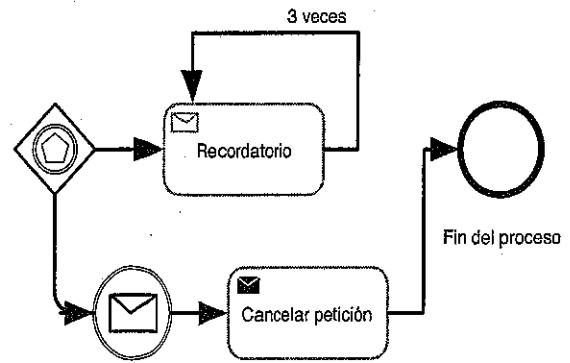 3 veces
Recordatorio
Fin del proceso
Cancelar petición